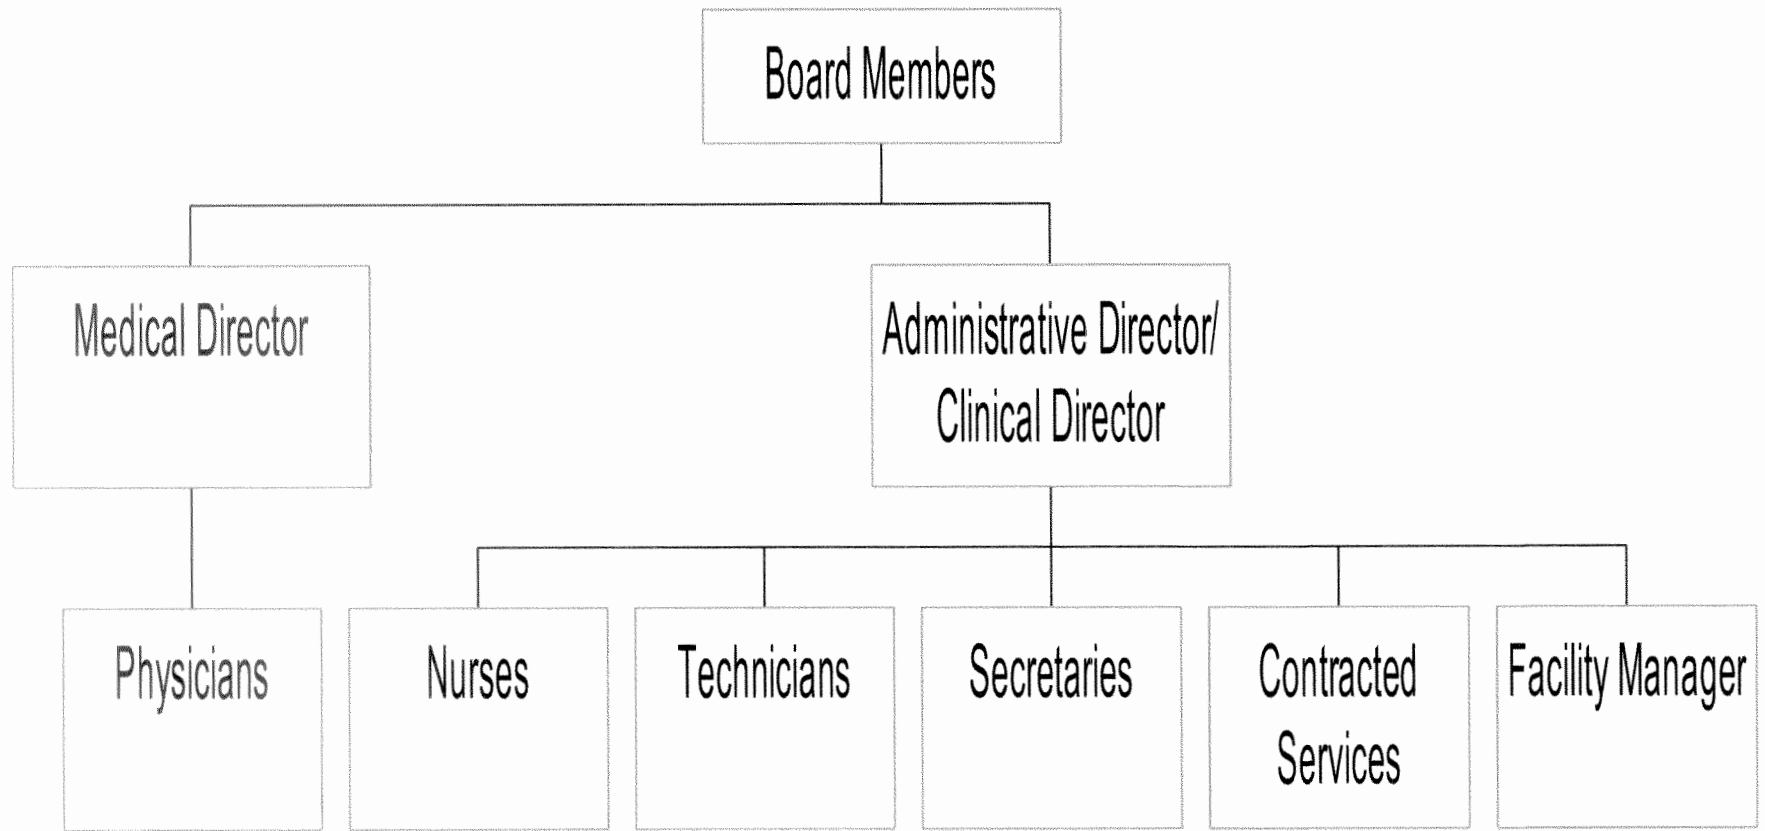 Board Members
Medical Director
Administrative Director/
Clinical Director
Physicians
Nurses
Technicians
Secretaries
Contracted
Services
Facility Manager